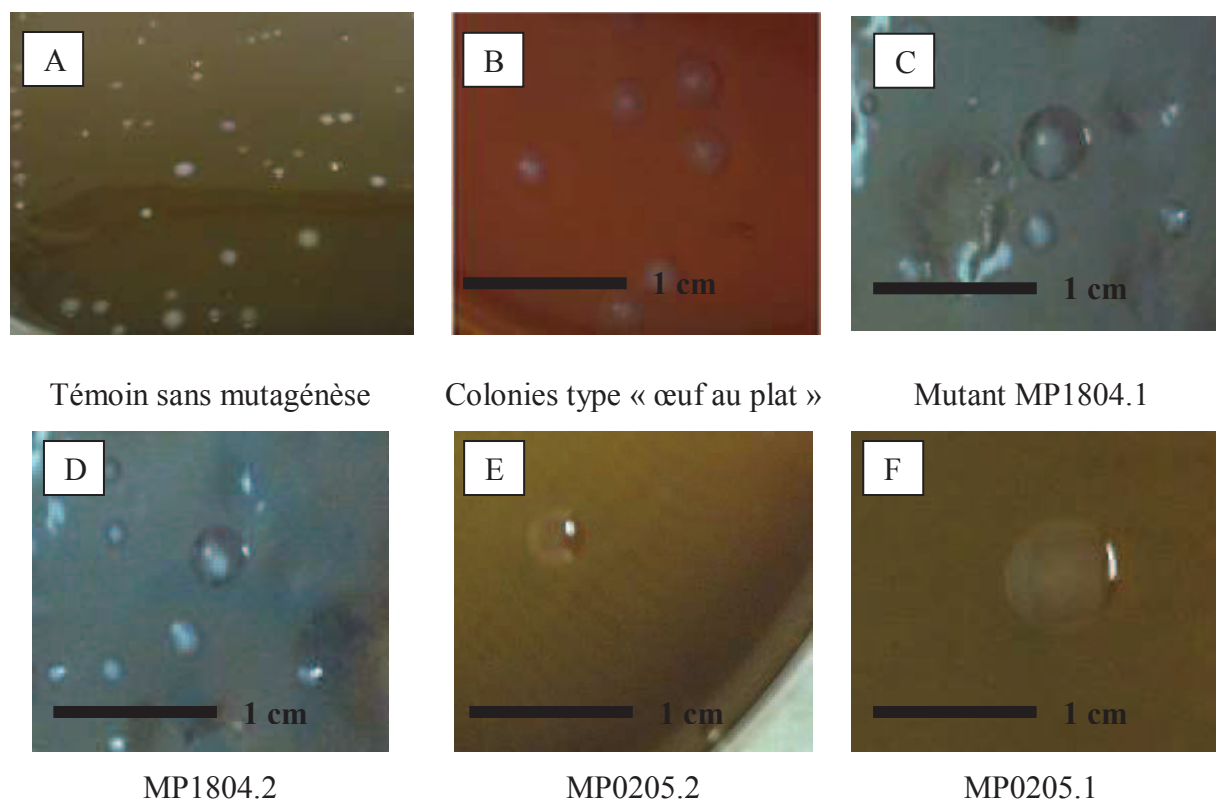 A
B
C
1 cm
1 cm
Témoin sans mutagénèse
Colonies type « œuf au plat »
Mutant MP1804.1
D
E
F
1 cm
1 cm
1 cm
MP1804.2
MP0205.2
MP0205.1